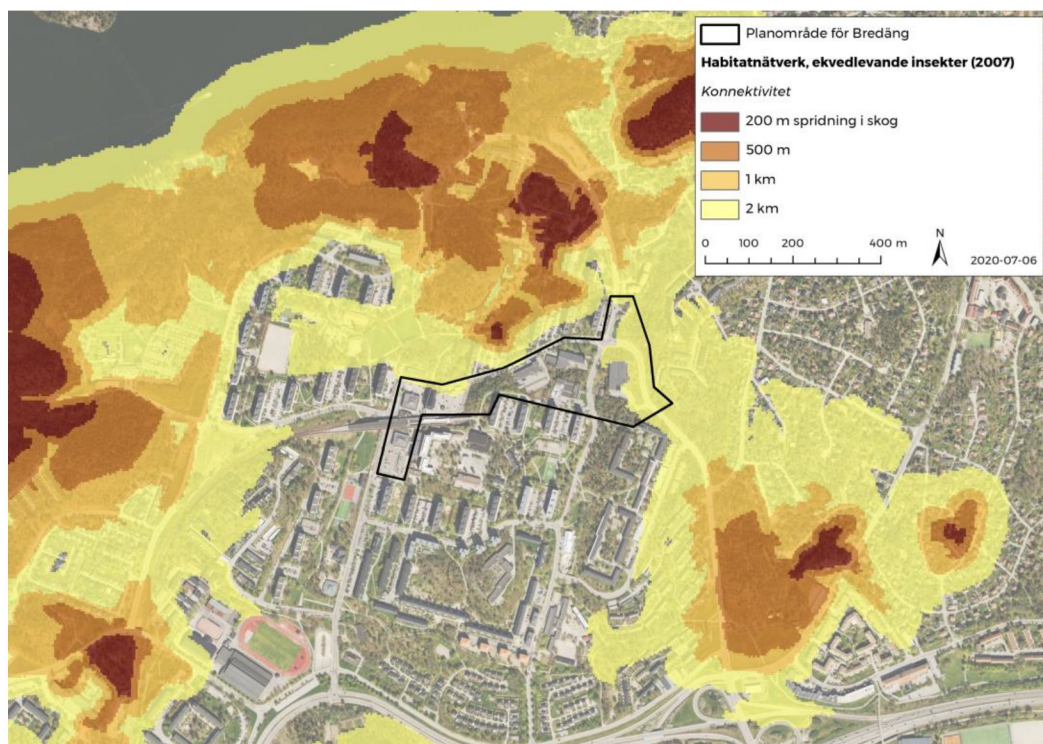 Planområde för Bredäng
Habitatnätverk, ekvedlevande insekter (2007)
Konnektivitet
200 m spridning i skog
500 m
1 km
2 km
0 100 200 400 m
N
2020-07-06